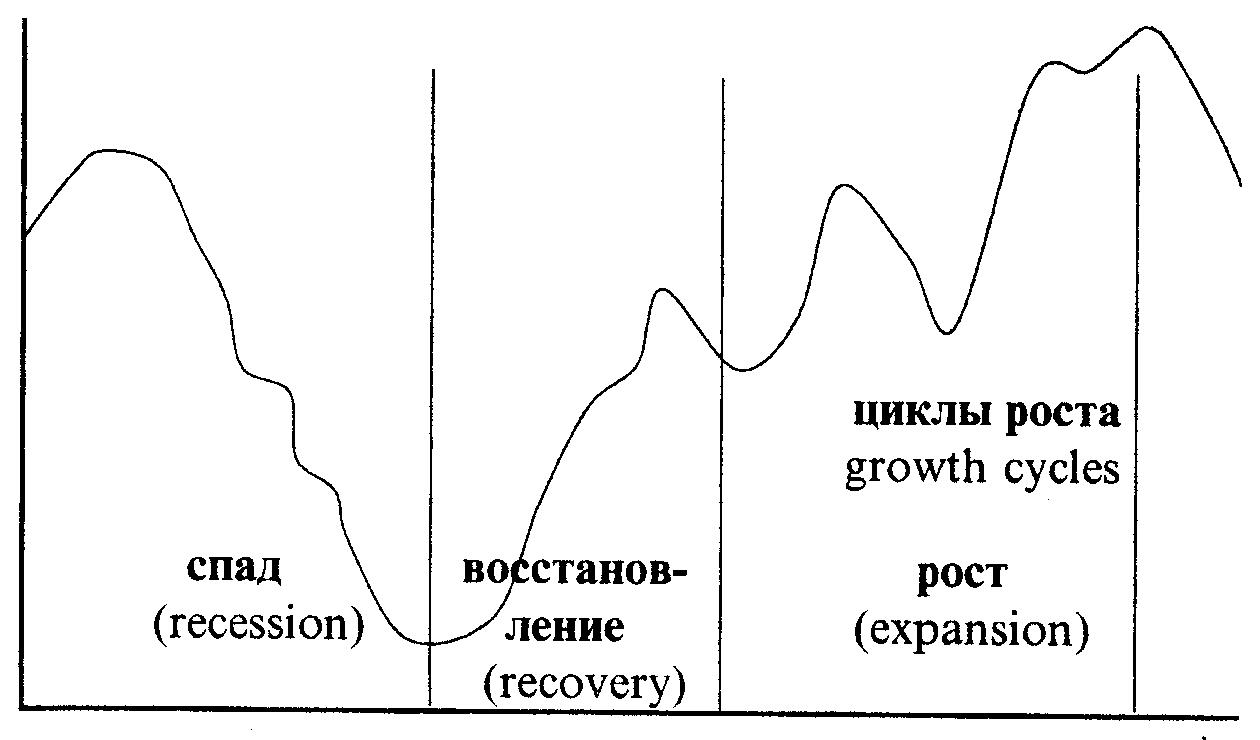 циклы роста
growth cycles
спад
(recession)
восстанов-
ление
(recovery)
рост
(expansion)